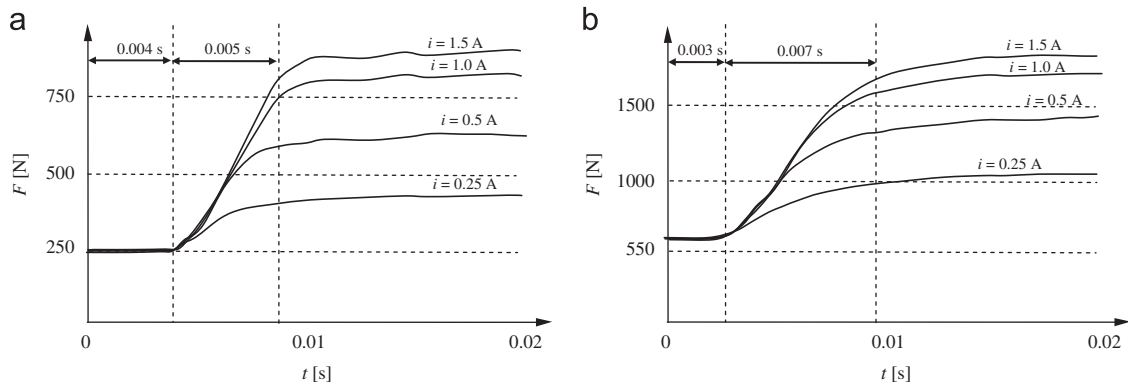 a
0.004 s
0.005 s
i = 1.5 A
i = 1.0 A
i = 0.5 A
i = 0.25 A
750
500
250
F [N]
0
0.01
0.02
t [s]
b
0.003 s
0.007 s
i = 1.5 A
i = 1.0 A
i = 0.5 A
i = 0.25 A
1500
1000
550
F [N]
0
0.01
0.02
t [s]